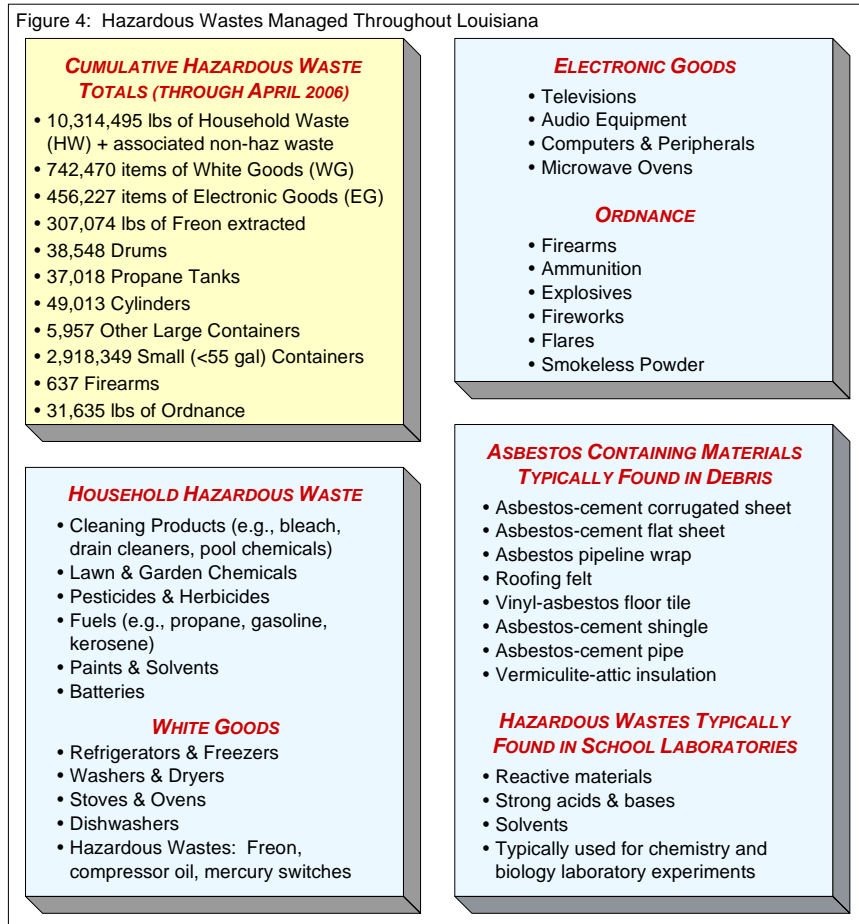 Figure 4: Hazardous Wastes Managed Throughout Louisiana
CUMULATIVE HAZARDOUS WASTE
TOTALS (THROUGH APRIL 2006)
• 10,314,495 lbs of Household Waste
(HW) + associated non-haz waste
• 742,470 items of White Goods (WG)
• 456,227 items of Electronic Goods (EG)
• 307,074 lbs of Freon extracted
• 38,548 Drums
• 37,018 Propane Tanks
• 49,013 Cylinders
• 5,957 Other Large Containers
• 2,918,349 Small (<55 gal) Containers
• 637 Firearms
• 31,635 lbs of Ordnance
ELECTRONIC GOODS
• Televisions
• Audio Equipment
• Computers & Peripherals
• Microwave Ovens
ORDNANCE
• Firearms
• Ammunition
• Explosives
• Fireworks
• Flares
• Smokeless Powder
HOUSEHOLD HAZARDOUS WASTE
• Cleaning Products (e.g., bleach,
drain cleaners, pool chemicals)
• Lawn & Garden Chemicals
• Pesticides & Herbicides
• Fuels (e.g., propane, gasoline,
kerosene)
• Paints & Solvents
• Batteries
WHITE GOODS
• Refrigerators & Freezers
• Washers & Dryers
• Stoves & Ovens
• Dishwashers
• Hazardous Wastes: Freon,
compressor oil, mercury switches
ASBESTOS CONTAINING MATERIALS
TYPICALLY FOUND IN DEBRIS
• Asbestos-cement corrugated sheet
• Asbestos-cement flat sheet
• Asbestos pipeline wrap
• Roofing felt
• Vinyl-asbestos floor tile
• Asbestos-cement shingle
• Asbestos-cement pipe
• Vermiculite-attic insulation
HAZARDOUS WASTES TYPICALLY
FOUND IN SCHOOL LABORATORIES
• Reactive materials
• Strong acids & bases
• Solvents
• Typically used for chemistry and
biology laboratory experiments